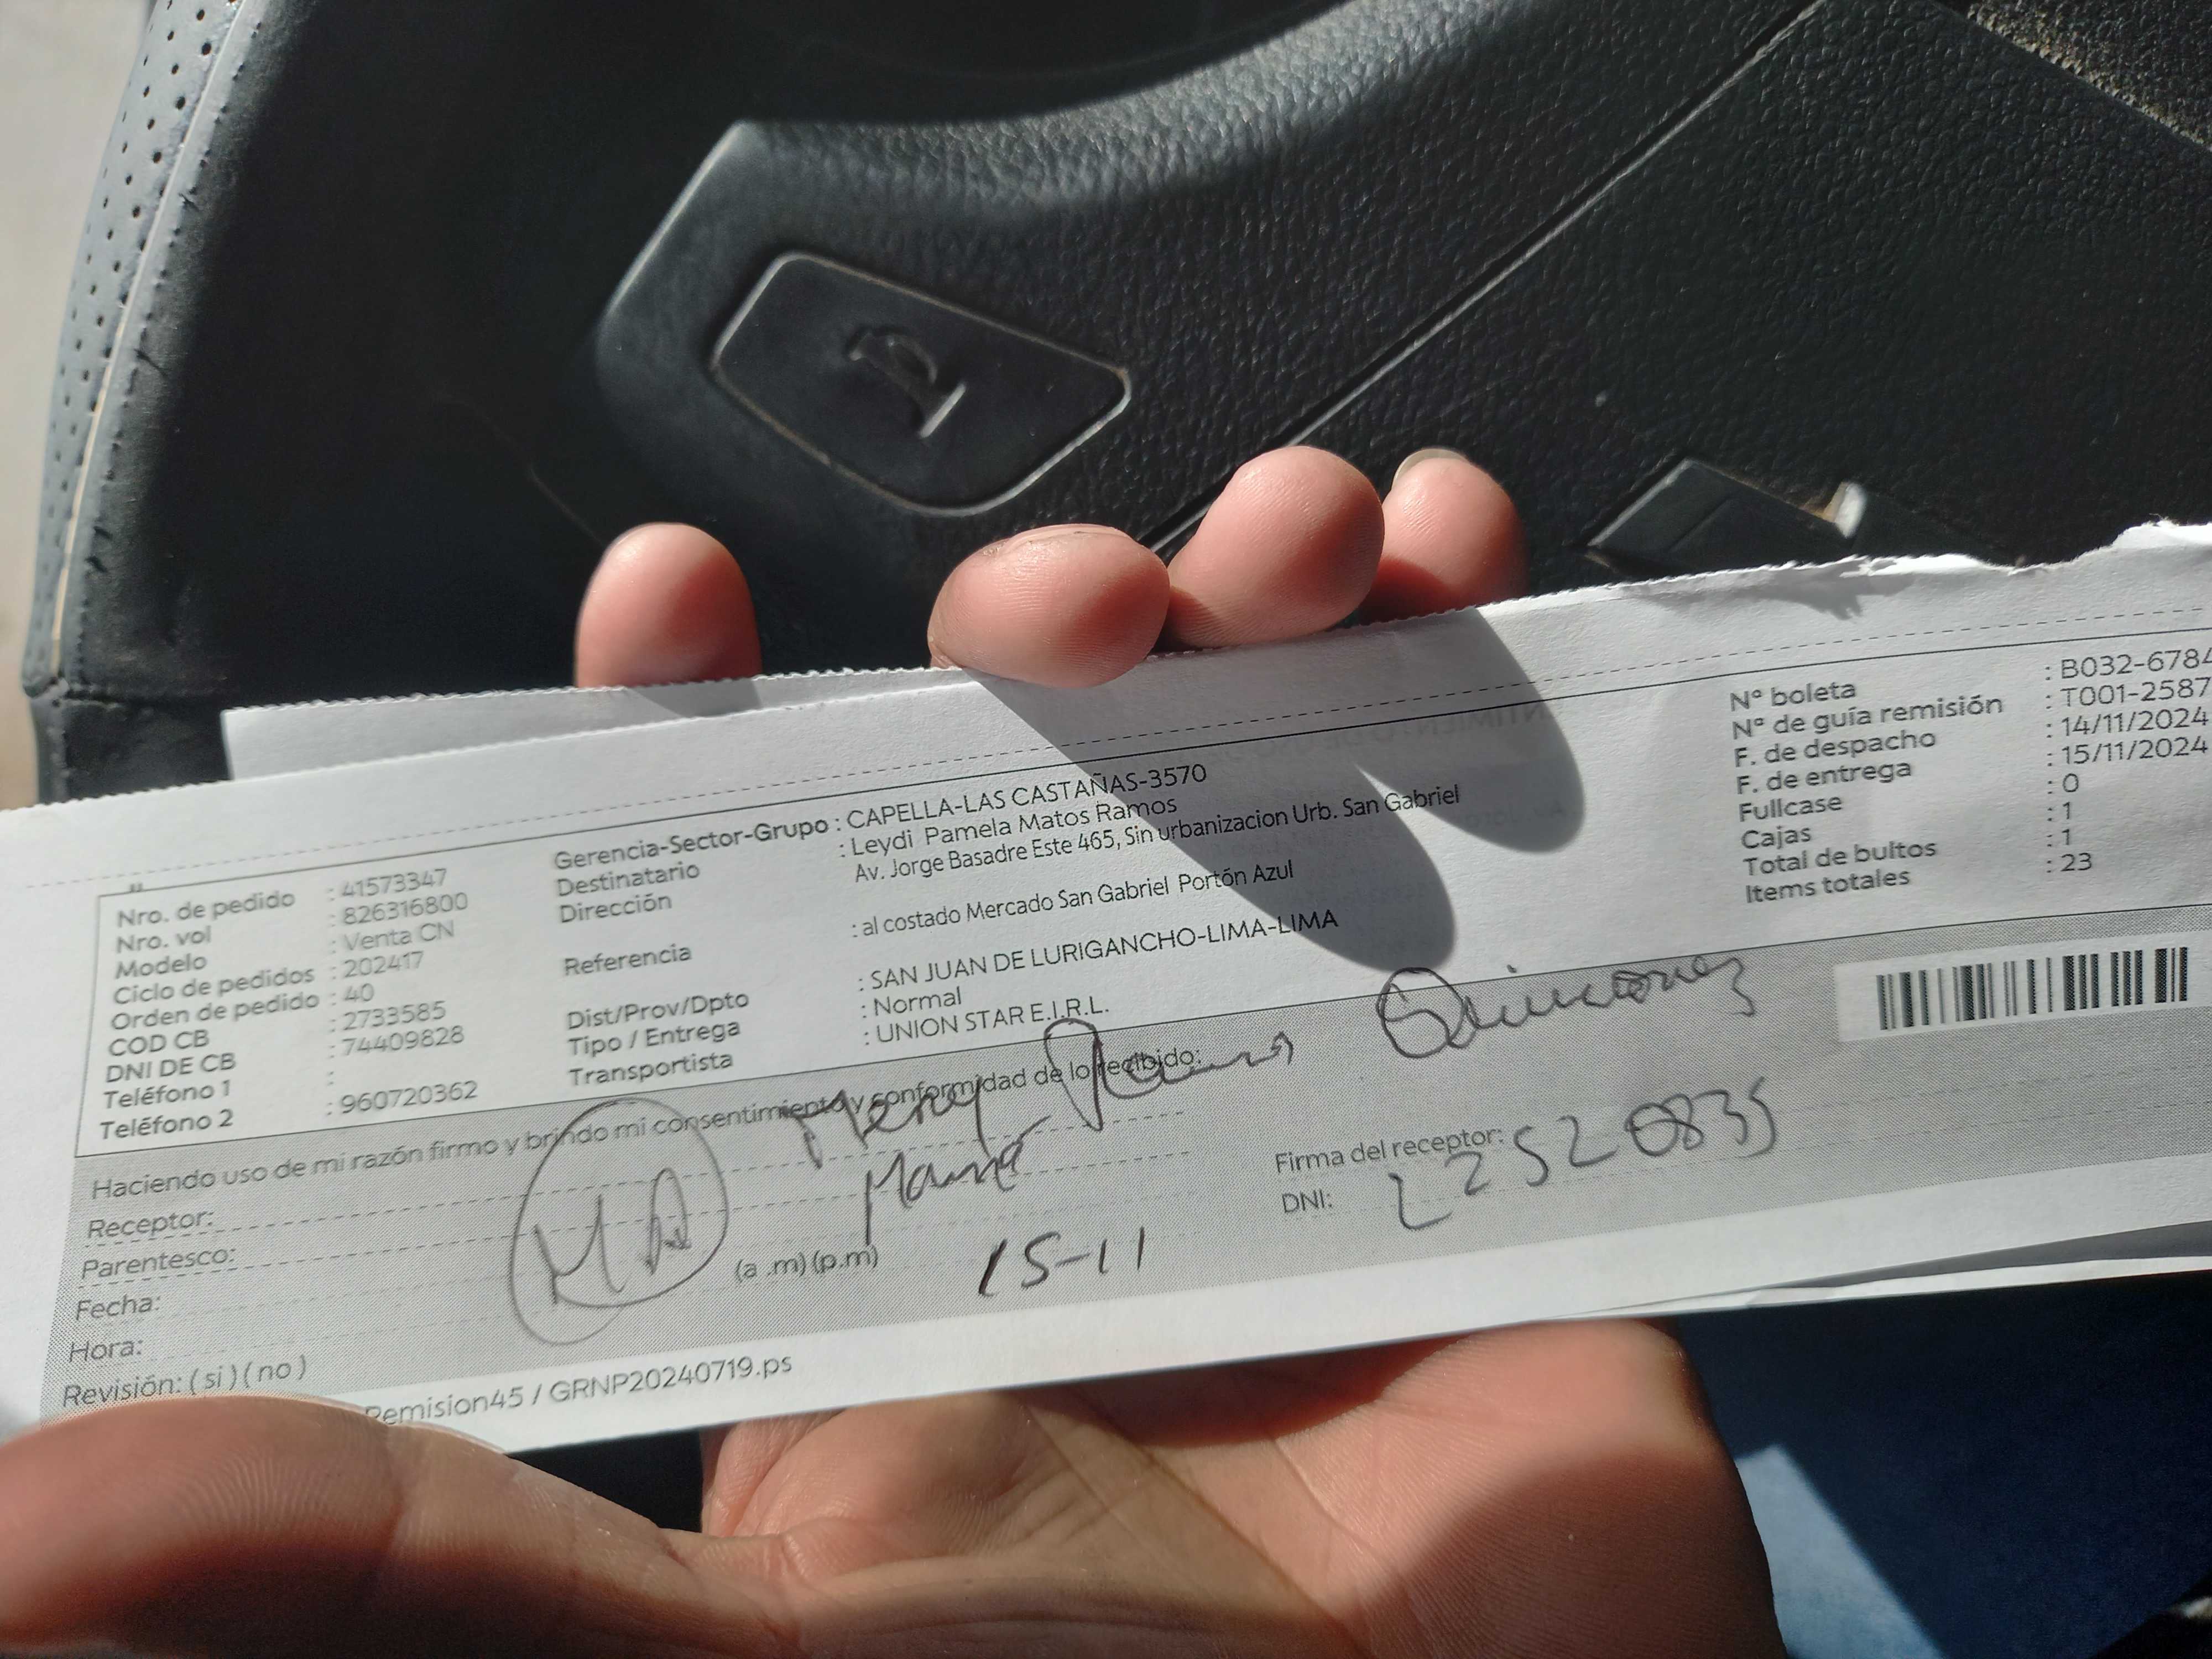 Nro. de pedido : 41573347
Nro. vol : 826316800
Modelo : Venta CN
Ciclo de pedidos : 202417
Orden de pedido : 40
COD CB : 2733585
DNI DE CB : 74409828
Teléfono 1 :
Teléfono 2 : 960720362
Gerencia-Sector-Grupo : CAPELLA-LAS CASTAÑAS-3570
Destinatario : Leydi Pamela Matos Ramos
Dirección Av. Jorge Basadre Este 465, Sin urbanizacion Urb. San Gabriel
Referencia : al costado Mercado San Gabriel Portón Azul
Dist/Prov/Dpto : SAN JUAN DE LURIGANCHO-LIMA-LIMA
Tipo / Entrega : Normal
Transportista : UNION STAR E.I.R.L.
N° boleta : B032-6784
N° de guía remisión : T001-2587
F. de despacho : 14/11/2024
F. de entrega : 15/11/2024
Fullcase : 0
Cajas : 1
Total de bultos : 1
Items totales : 23
Haciendo uso de mi razón firmo y brindo mi consentimiento y conformidad de lo recibido:
Receptor: Ramos Quiñonez
Parentesco: Mamá
Fecha: 15-11
Hora: (a .m) (p.m)
Revisión: ( si ) ( no )
Firma del receptor:
DNI: 22520835
Remision45 / GRNP20240719.ps